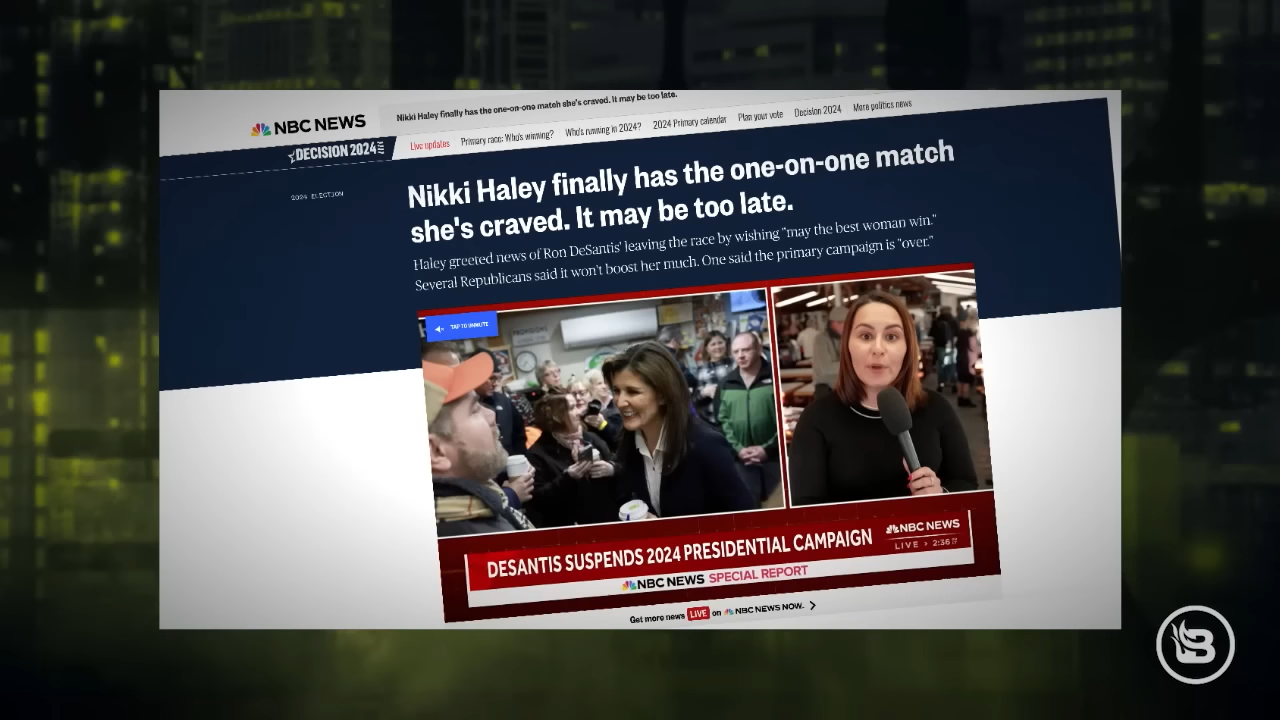 Nikki Haley finally has the one-on-one match she's craved. It may be too late.
NBC NEWS
DECISION 2024
Live updates Primary race: Who's winning? Who's running in 2024? 2024 Primary calendar Plan your vote Decision 2024 More politics news
2024 ELECTION
Nikki Haley finally has the one-on-one match
she's craved. It may be too late.
Haley greeted news of Ron DeSantis' leaving the race by wishing "may the best woman win."
Several Republicans said it won't boost her much. One said the primary campaign is "over."
TAP TO UNMUTE
PROVISIONS
DESANTIS SUSPENDS 2024 PRESIDENTIAL CAMPAIGN
NBC NEWS
LIVE > 2:36
NBC NEWS SPECIAL REPORT
Get more news LIVE on NBC NEWS NOW. >
B